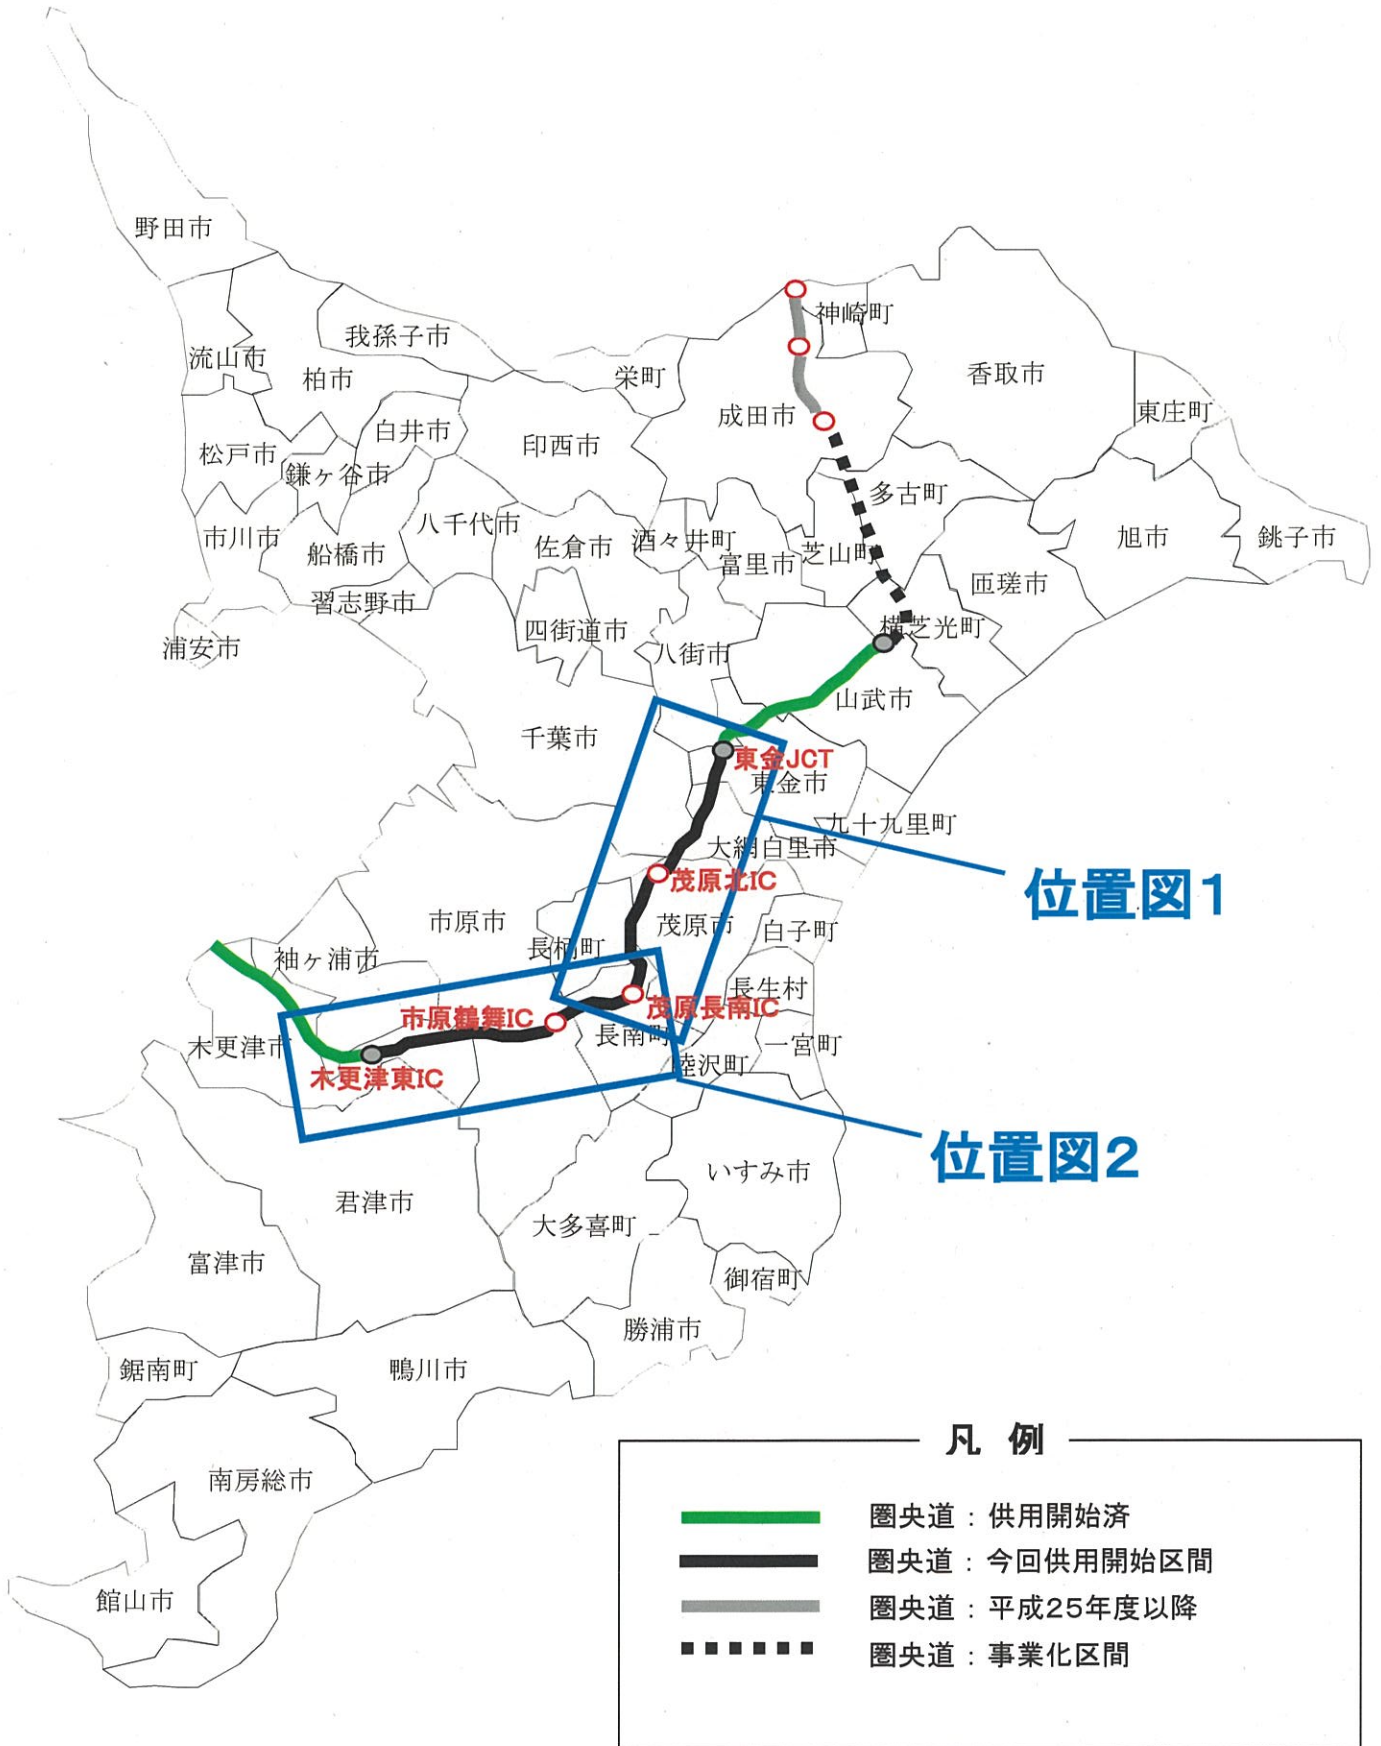 野田市
流山市
柏市
我孫子市
栄町
神崎町
香取市
東庄町
成田市
白井市
印西市
松戸市
鎌ヶ谷市
多古町
八千代市
市川市
船橋市
佐倉市
酒々井町
富里市
芝山町
旭市
銚子市
匝瑳市
習志野市
浦安市
四街道市
八街市
横芝光町
山武市
千葉市
東金JCT
東金市
九十九里町
大網白里市
茂原北IC
位置図1
市原市
茂原市
白子町
長柄町
袖ヶ浦市
長生村
茂原長南IC
市原鶴舞IC
長南町
一宮町
木更津市
睦沢町
木更津東IC
位置図2
いすみ市
君津市
大多喜町
富津市
御宿町
勝浦市
鋸南町
鴨川市
南房総市
館山市
凡 例
圏央道：供用開始済
圏央道：今回供用開始区間
圏央道：平成25年度以降
圏央道：事業化区間